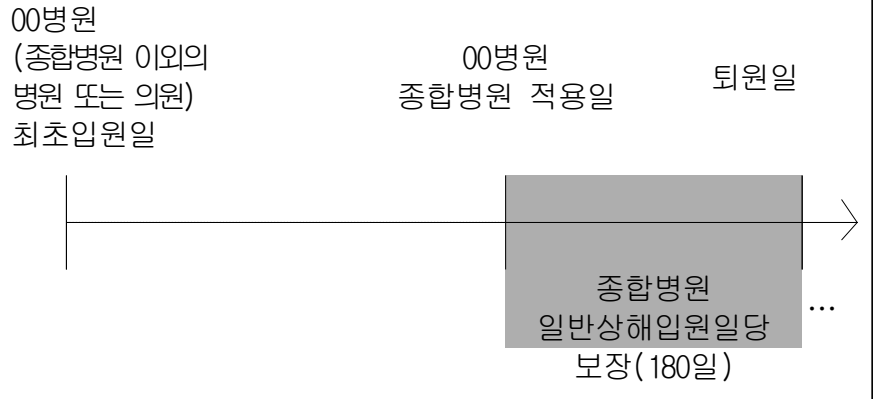 00병원
(종합병원 이외의
병원 또는 의원)
최초입원일
00병원
종합병원 적용일
퇴원일
종합병원
일반상해입원일당
보장(180일)
...